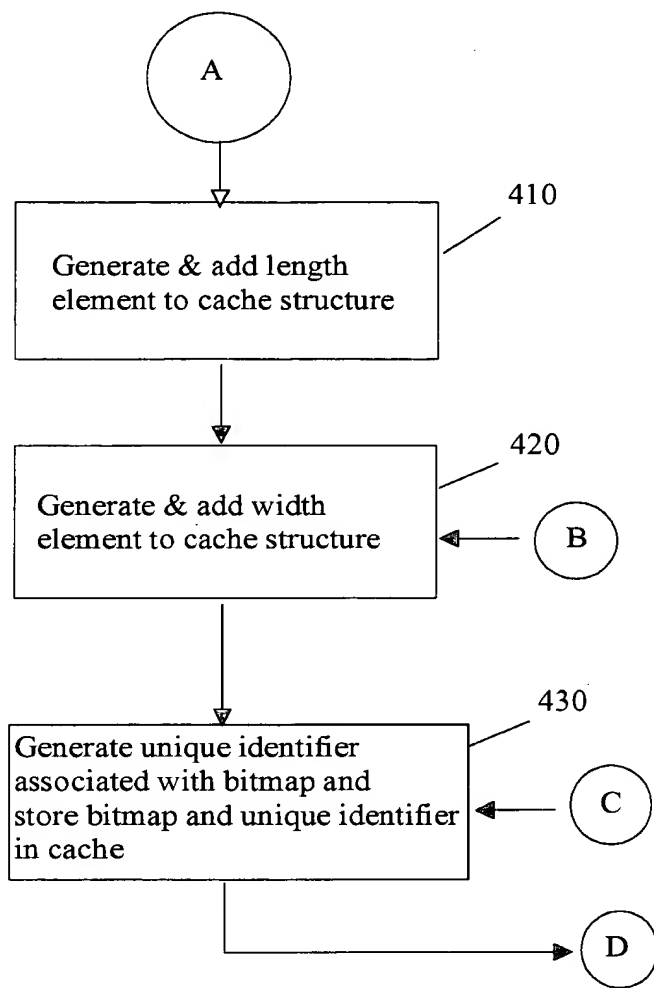 A
410
Generate & add length
element to cache structure
420
Generate & add width
element to cache structure
B
430
Generate unique identifier
associated with bitmap and
store bitmap and unique identifier
in cache
C
D